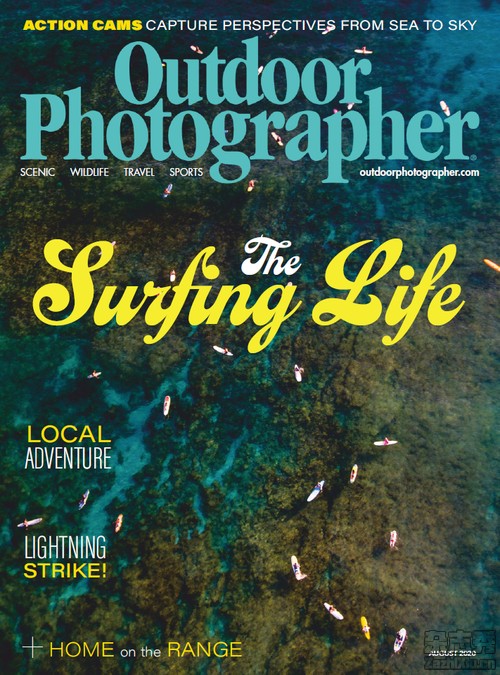 ACTION CAMS CAPTURE PERSPECTIVES FROM SEA TO SKY
Outdoor
Photographer®
SCENIC WILDLIFE TRAVEL SPORTS
outdoorphotographer.com
The
Surfing Life
LOCAL
ADVENTURE
LIGHTNING
STRIKE!
+ HOME on the RANGE
AUGUST 2020